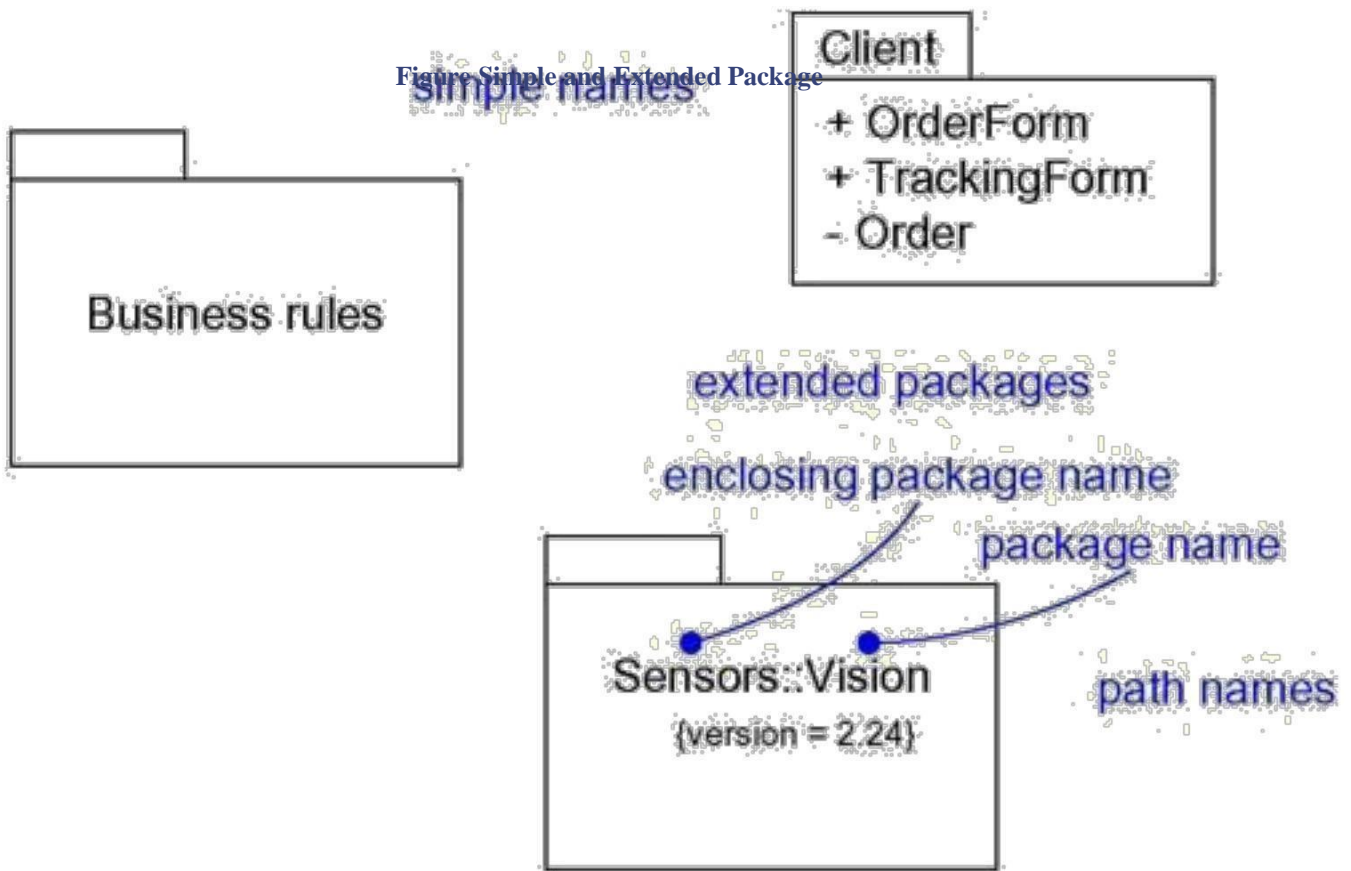 Client
Figure Simple and Extended Package
simple names
+ OrderForm
+ TrackingForm
- Order
Business rules
extended packages
enclosing package name
package name
Sensors::Vision
path names
{version = 2.24}